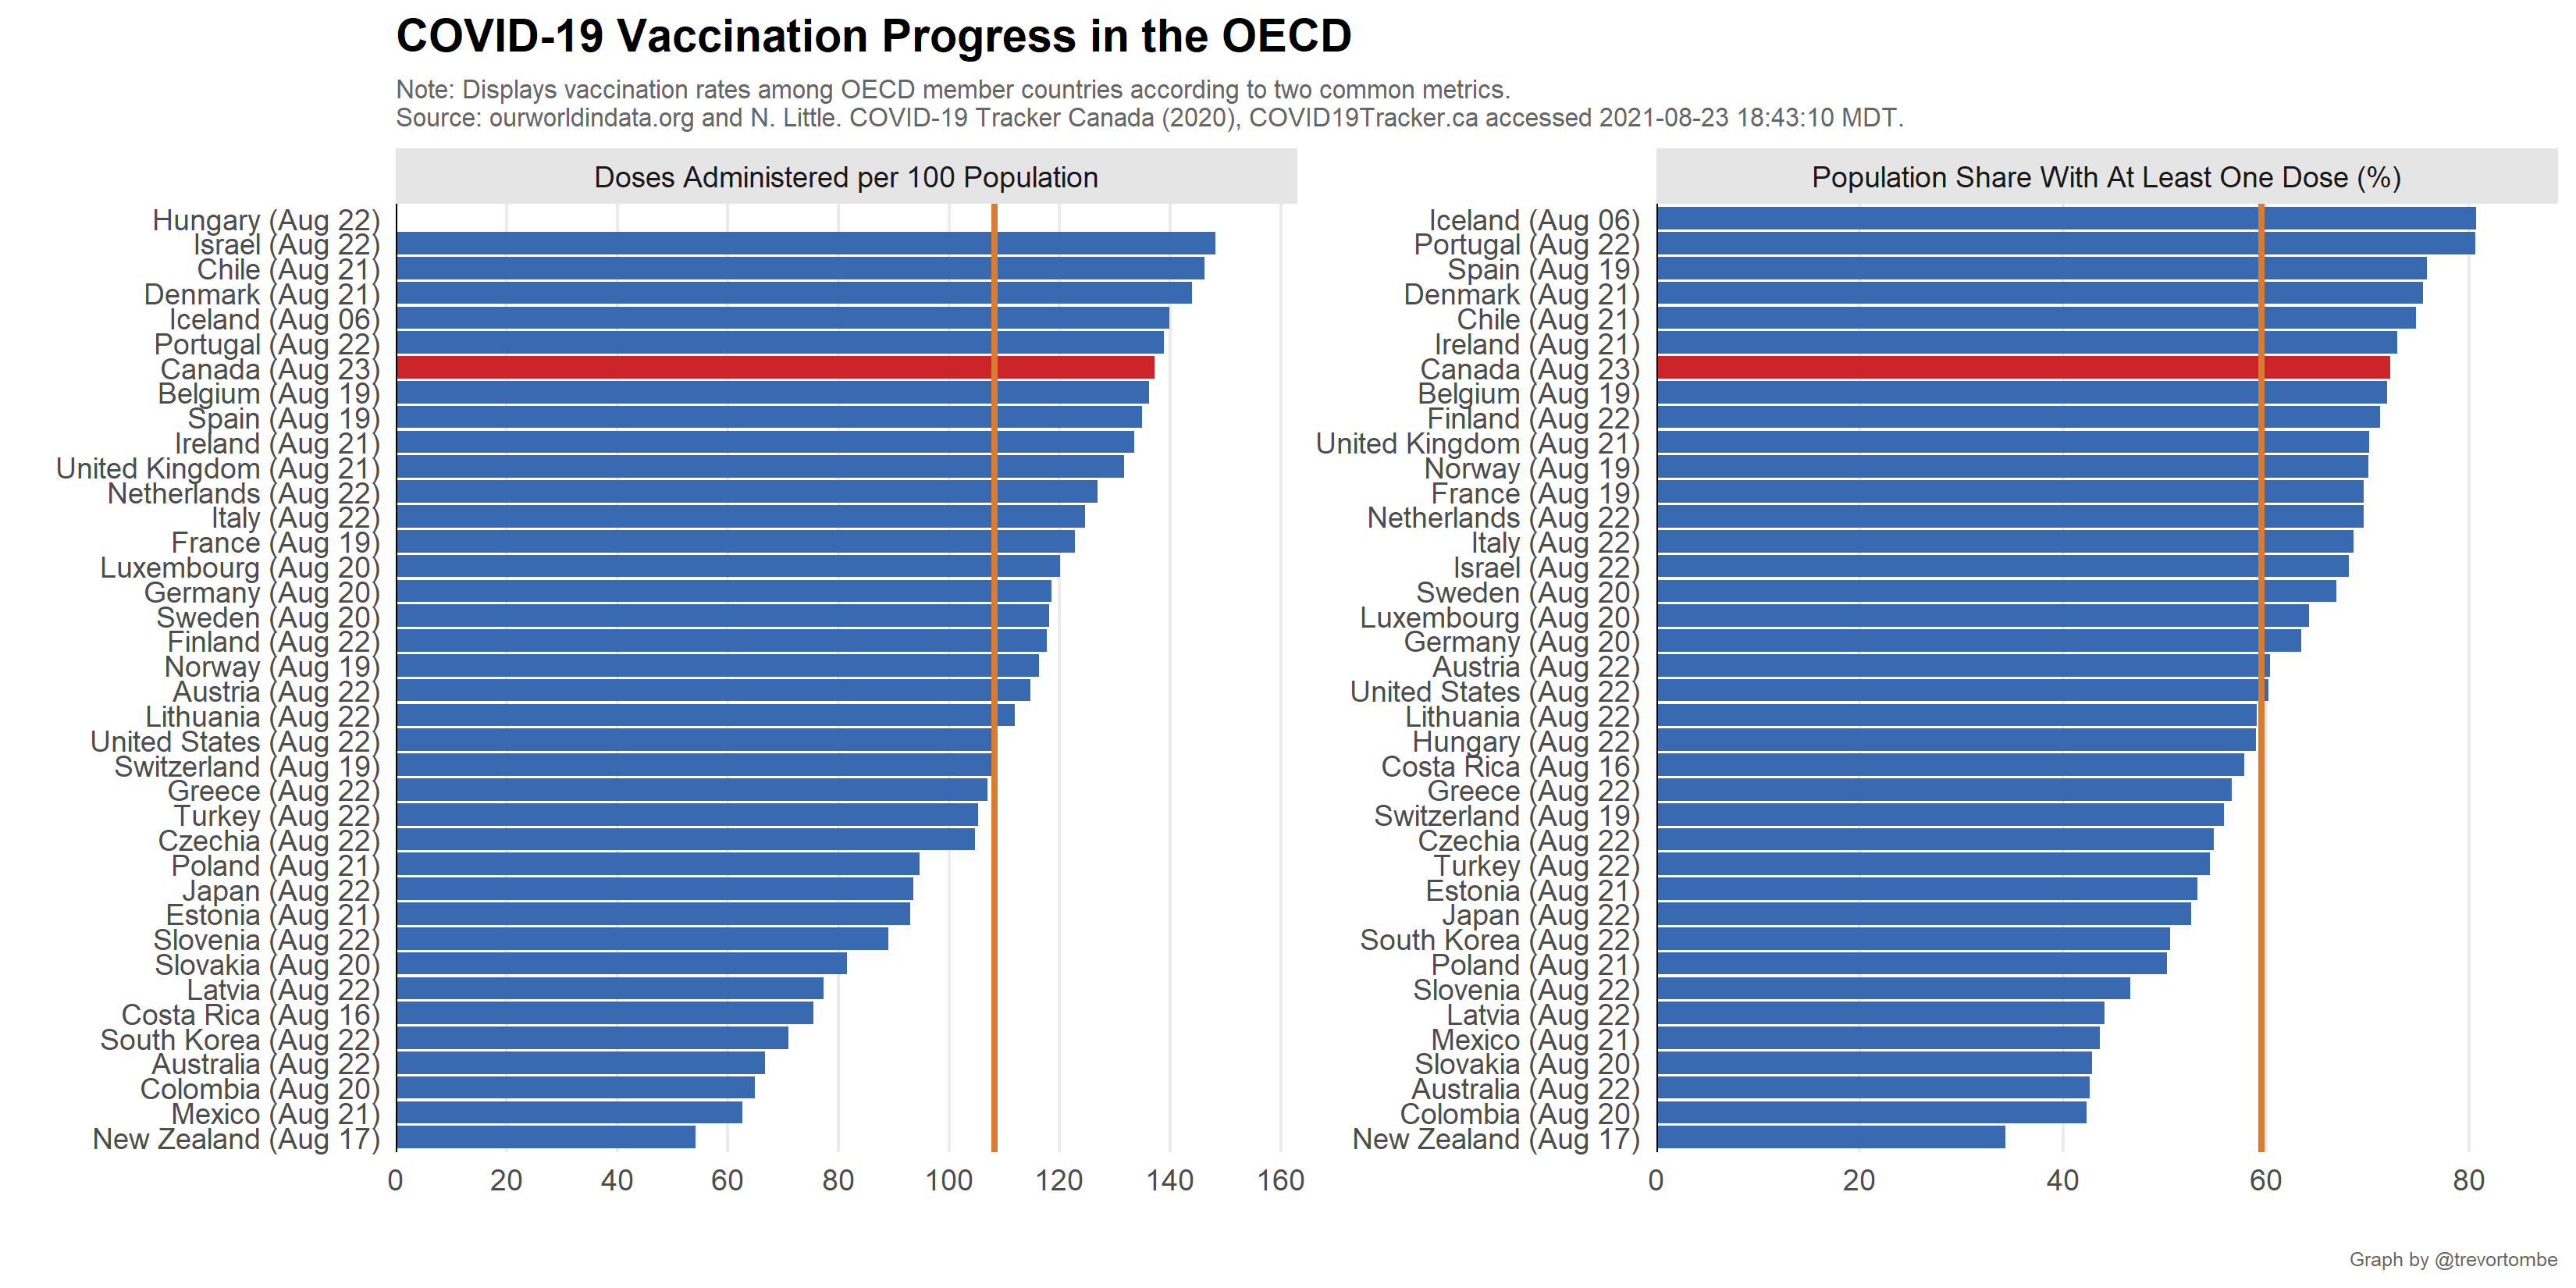 COVID-19 Vaccination Progress in the OECD
Note: Displays vaccination rates among OECD member countries according to two common metrics.
Source: ourworldindata.org and N. Little. COVID-19 Tracker Canada (2020), COVID19Tracker.ca accessed 2021-08-23 18:43:10 MDT.
Doses Administered per 100 Population
Hungary (Aug 22)
Israel (Aug 22)
Chile (Aug 21)
Denmark (Aug 21)
Iceland (Aug 06)
Portugal (Aug 22)
Canada (Aug 23)
Belgium (Aug 19)
Spain (Aug 19)
Ireland (Aug 21)
United Kingdom (Aug 21)
Netherlands (Aug 22)
Italy (Aug 22)
France (Aug 19)
Luxembourg (Aug 20)
Germany (Aug 20)
Sweden (Aug 20)
Finland (Aug 22)
Norway (Aug 19)
Austria (Aug 22)
Lithuania (Aug 22)
United States (Aug 22)
Switzerland (Aug 19)
Greece (Aug 22)
Turkey (Aug 22)
Czechia (Aug 22)
Poland (Aug 21)
Japan (Aug 22)
Estonia (Aug 21)
Slovenia (Aug 22)
Slovakia (Aug 20)
Latvia (Aug 22)
Costa Rica (Aug 16)
South Korea (Aug 22)
Australia (Aug 22)
Colombia (Aug 20)
Mexico (Aug 21)
New Zealand (Aug 17)
0 20 40 60 80 100 120 140 160
Population Share With At Least One Dose (%)
Iceland (Aug 06)
Portugal (Aug 22)
Spain (Aug 19)
Denmark (Aug 21)
Chile (Aug 21)
Ireland (Aug 21)
Canada (Aug 23)
Belgium (Aug 19)
Finland (Aug 22)
United Kingdom (Aug 21)
Norway (Aug 19)
France (Aug 19)
Netherlands (Aug 22)
Italy (Aug 22)
Israel (Aug 22)
Sweden (Aug 20)
Luxembourg (Aug 20)
Germany (Aug 20)
Austria (Aug 22)
United States (Aug 22)
Lithuania (Aug 22)
Hungary (Aug 22)
Costa Rica (Aug 16)
Greece (Aug 22)
Switzerland (Aug 19)
Czechia (Aug 22)
Turkey (Aug 22)
Estonia (Aug 21)
Japan (Aug 22)
South Korea (Aug 22)
Poland (Aug 21)
Slovenia (Aug 22)
Latvia (Aug 22)
Mexico (Aug 21)
Slovakia (Aug 20)
Australia (Aug 22)
Colombia (Aug 20)
New Zealand (Aug 17)
0 20 40 60 80
Graph by @trevortombe